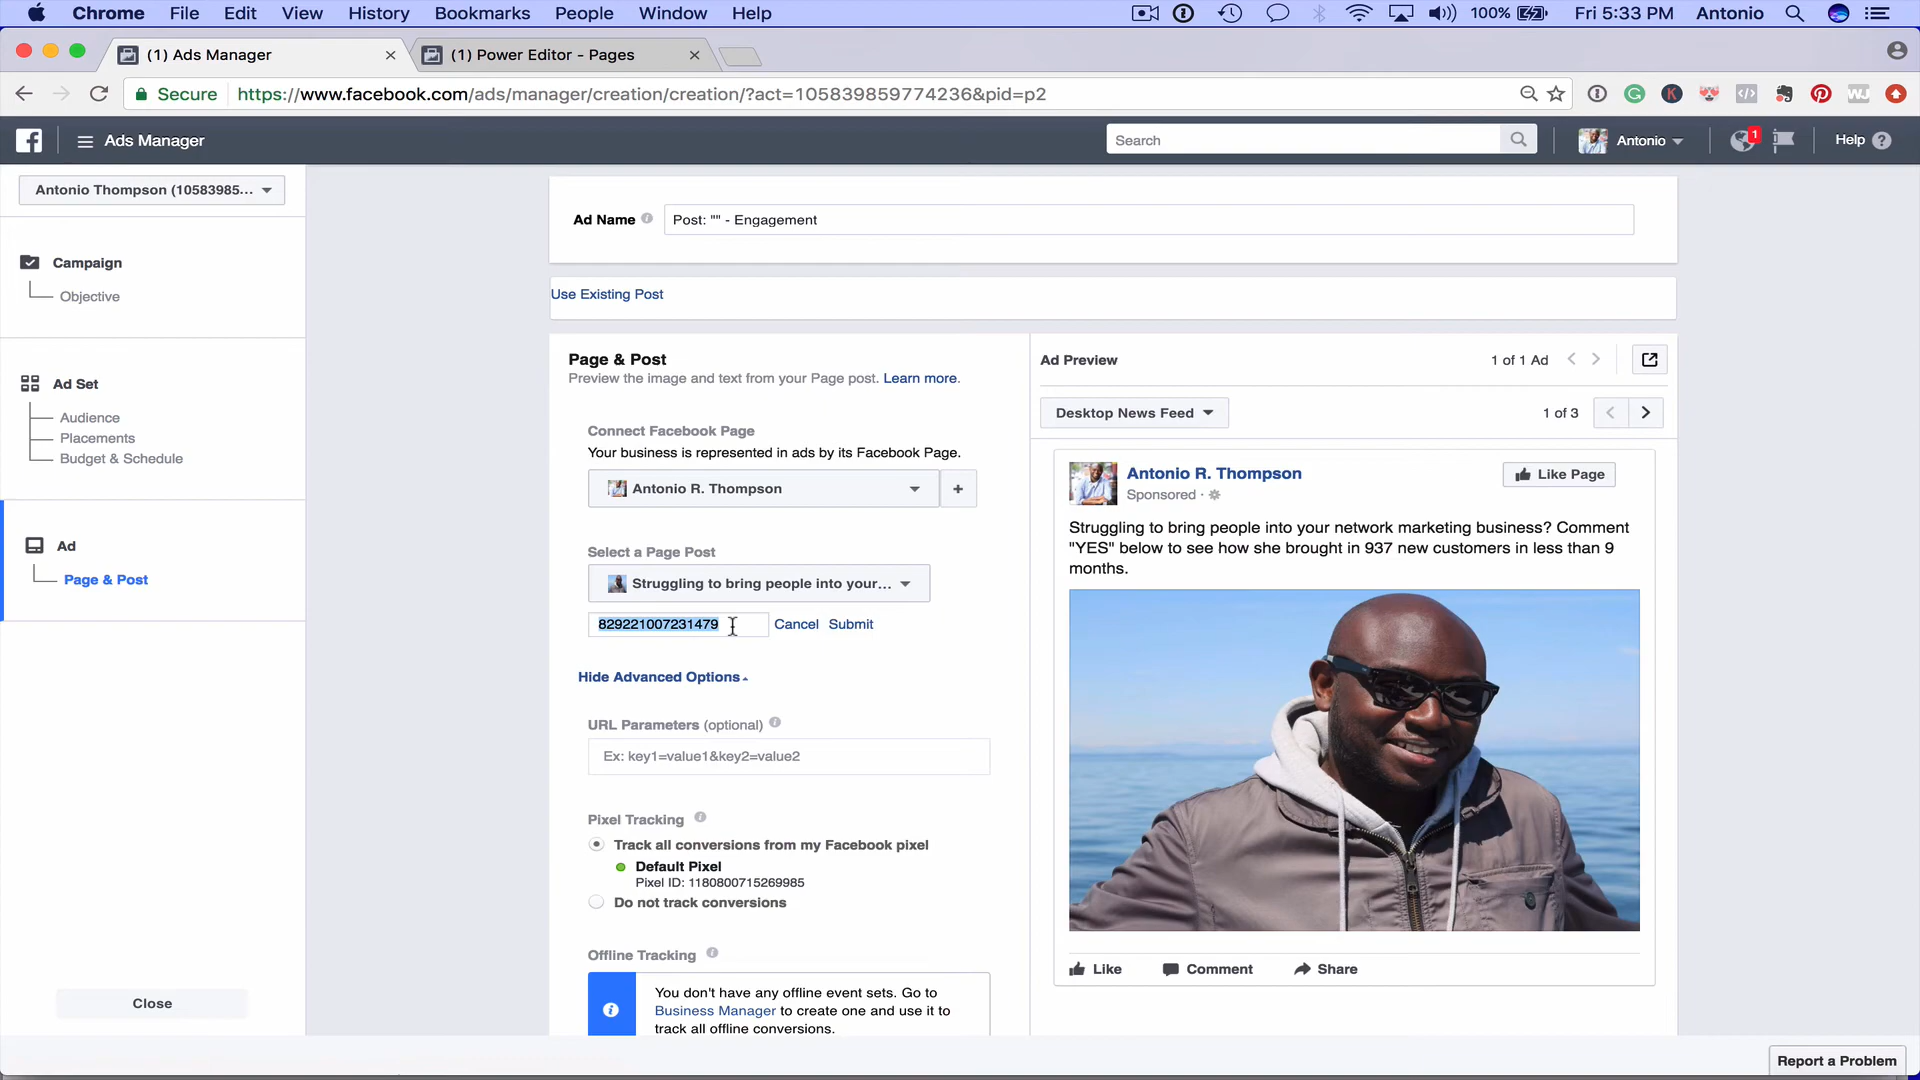 Chrome File Edit View History Bookmarks People Window Help 100% Fri 5:33 PM Antonio
(1) Ads Manager (1) Power Editor - Pages
Secure https://www.facebook.com/ads/manager/creation/creation/?act=105839859774236&pid=p2
Ads Manager Search Antonio 1 Help
Antonio Thompson (10583985...
Campaign
Objective
Ad Set
Audience
Placements
Budget & Schedule
Ad
Page & Post
Close
Ad Name Post: "" - Engagement
Use Existing Post
Page & Post
Preview the image and text from your Page post. Learn more.
Connect Facebook Page
Your business is represented in ads by its Facebook Page.
Antonio R. Thompson +
Select a Page Post
Struggling to bring people into your...
829221007231479 Cancel Submit
Hide Advanced Options
URL Parameters (optional)
Ex: key1=value1&key2=value2
Pixel Tracking
Track all conversions from my Facebook pixel
Default Pixel
Pixel ID: 1180800715269985
Do not track conversions
Offline Tracking
You don't have any offline event sets. Go to
Business Manager to create one and use it to
track all offline conversions.
Ad Preview 1 of 1 Ad
Desktop News Feed 1 of 3
Antonio R. Thompson Like Page
Sponsored ·
Struggling to bring people into your network marketing business? Comment
"YES" below to see how she brought in 937 new customers in less than 9
months.
Like Comment Share
Report a Problem